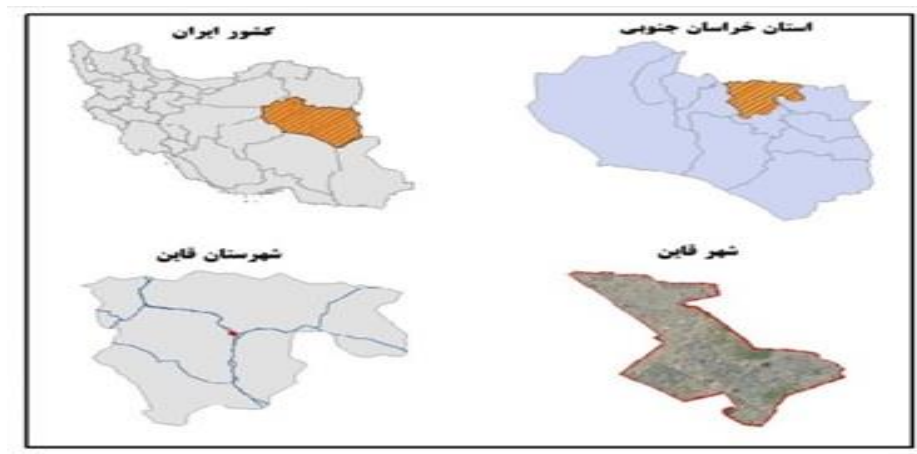 استان خراسان جنوبی
کشور ایران
شهر قاین
شهرستان قاین